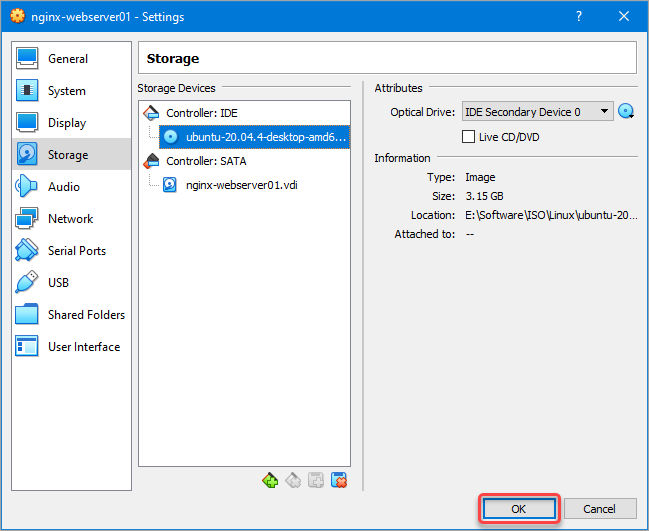 nginx-webserver01 - Settings
?
General
System
Display
Storage
Audio
Network
Serial Ports
USB
Shared Folders
User Interface
Storage
Storage Devices
Controller: IDE
ubuntu-20.04.4-desktop-amd6...
Controller: SATA
nginx-webserver01.vdi
Attributes
Optical Drive: IDE Secondary Device 0
Live CD/DVD
Information
Type: Image
Size: 3.15 GB
Location: E:\Software\ISO\Linux\ubuntu-20...
Attached to: --
OK
Cancel